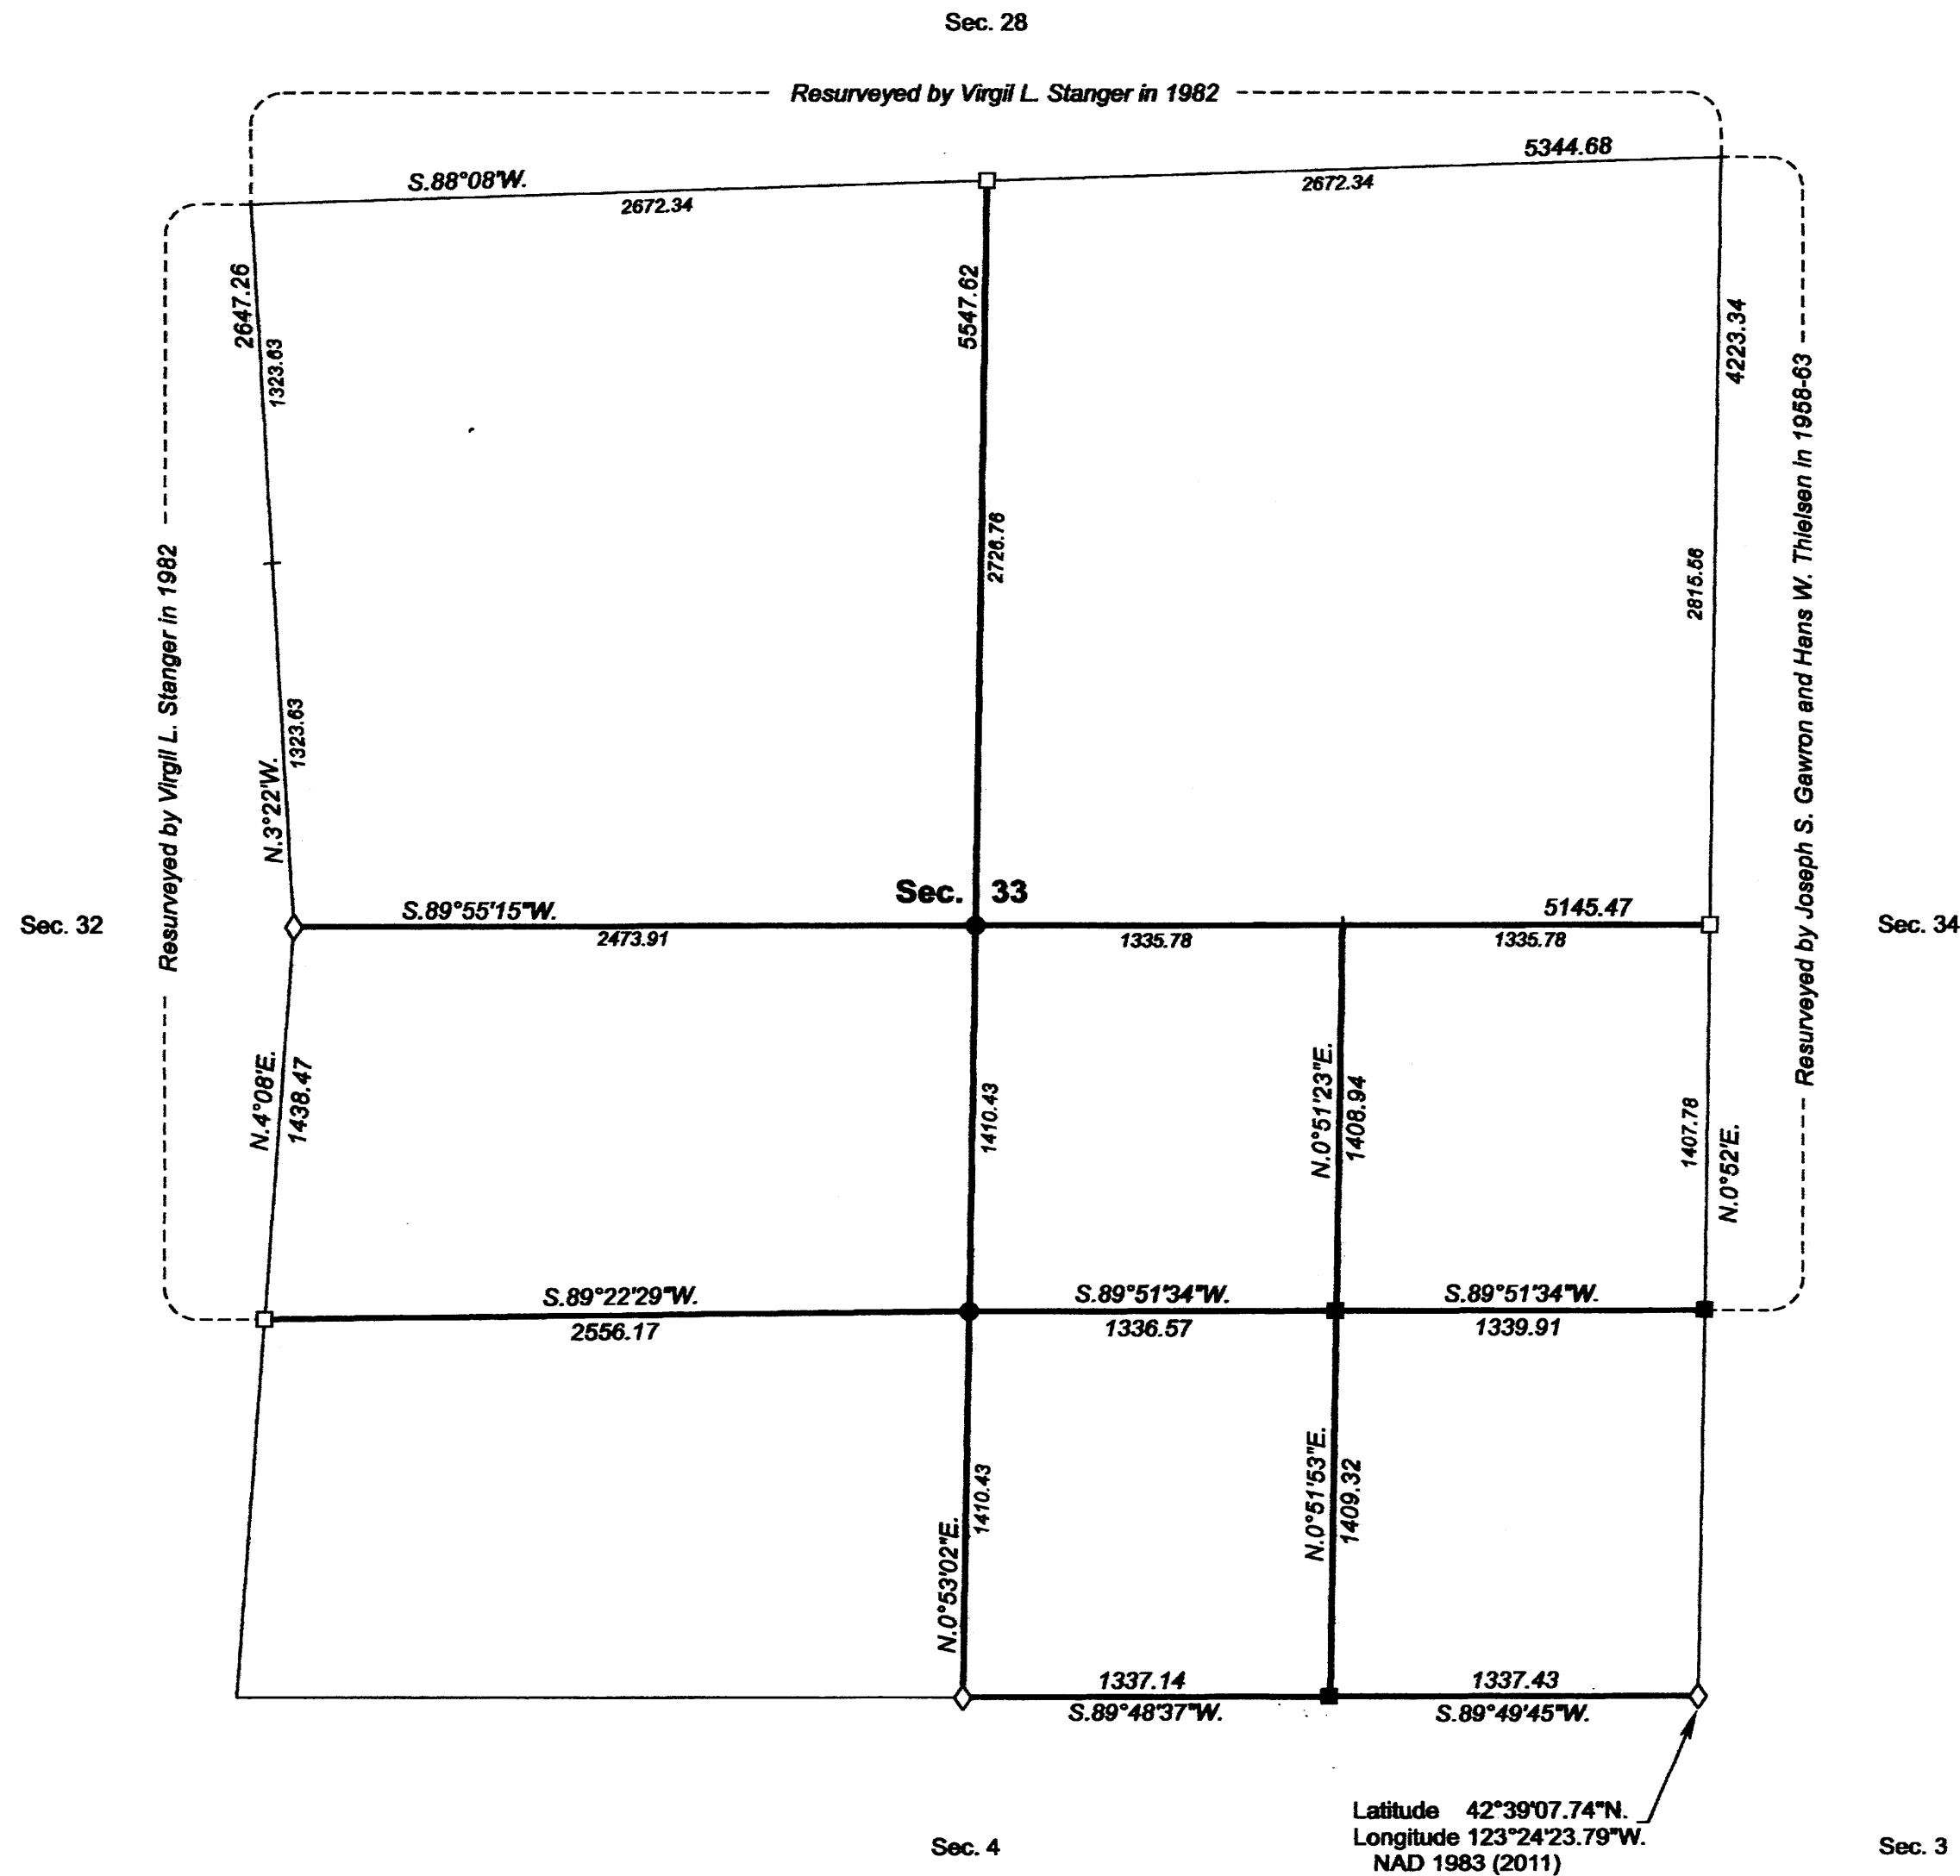 Sec. 28
Resurveyed by Virgil L. Stanger in 1982
5344.68
S.88°08'W.
2672.34
2672.34
2647.26
1323.63
5547.62
4223.34
Resurveyed by Joseph S. Gawron and Hans W. Thielsen in 1958-63
2726.76
2815.56
Resurveyed by Virgil L. Stanger in 1982
1323.63
N.3°22'W.
Sec. 33
Sec. 32
S.89°55'15"W.
2473.91
1335.78
5145.47
1335.78
Sec. 34
N.4°08'E.
1438.47
1410.43
N.0°51'23"E.
1408.94
1407.78
N.0°52'E.
S.89°22'29"W.
2556.17
S.89°51'34"W.
1336.57
S.89°51'34"W.
1339.91
1410.43
N.0°53'02"E.
N.0°51'53"E.
1409.32
1337.14
S.89°48'37"W.
1337.43
S.89°49'45"W.
Latitude 42°39'07.74"N.
Longitude 123°24'23.79"W.
NAD 1983 (2011)
Sec. 4
Sec. 3